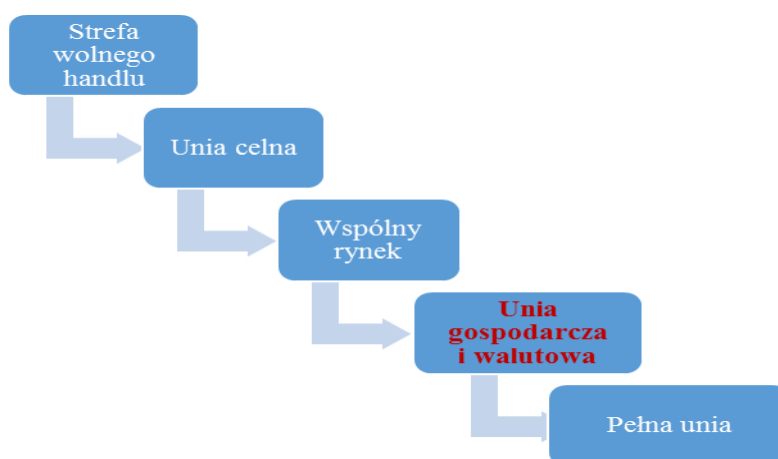 Strefa
wolnego
handlu
Unia celna
Wspólny
rynek
Unia
gospodarcza
i walutowa
Pełna unia